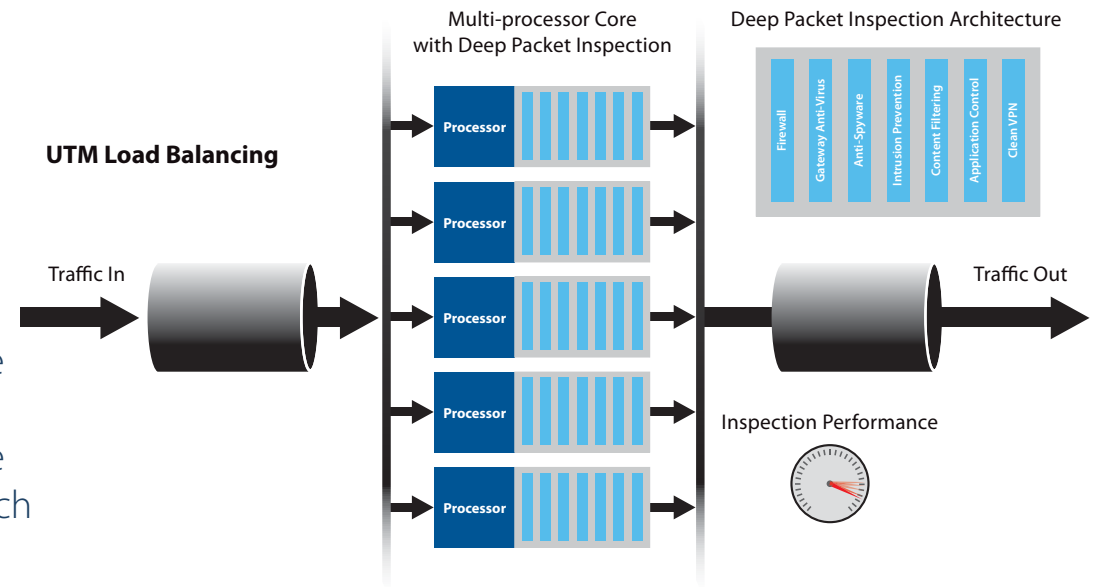 Multi-processor Core
with Deep Packet Inspection
Deep Packet Inspection Architecture
Firewall
Gateway Anti-Virus
Anti-Spyware
Intrusion Prevention
Content Filtering
Application Control
Clean VPN
UTM Load Balancing
Traffic In
Processor
Processor
Processor
Processor
Processor
Traffic Out
Inspection Performance